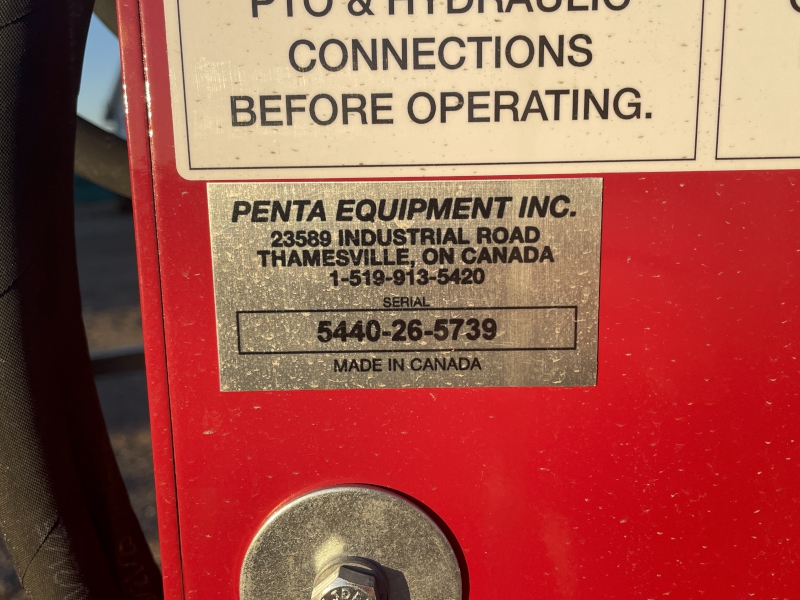 PTO & HYDRAULIC
CONNECTIONS
BEFORE OPERATING.
PENTA EQUIPMENT INC.
23589 INDUSTRIAL ROAD
THAMESVILLE, ON CANADA
1-519-913-5420
SERIAL
5440-26-5739
MADE IN CANADA